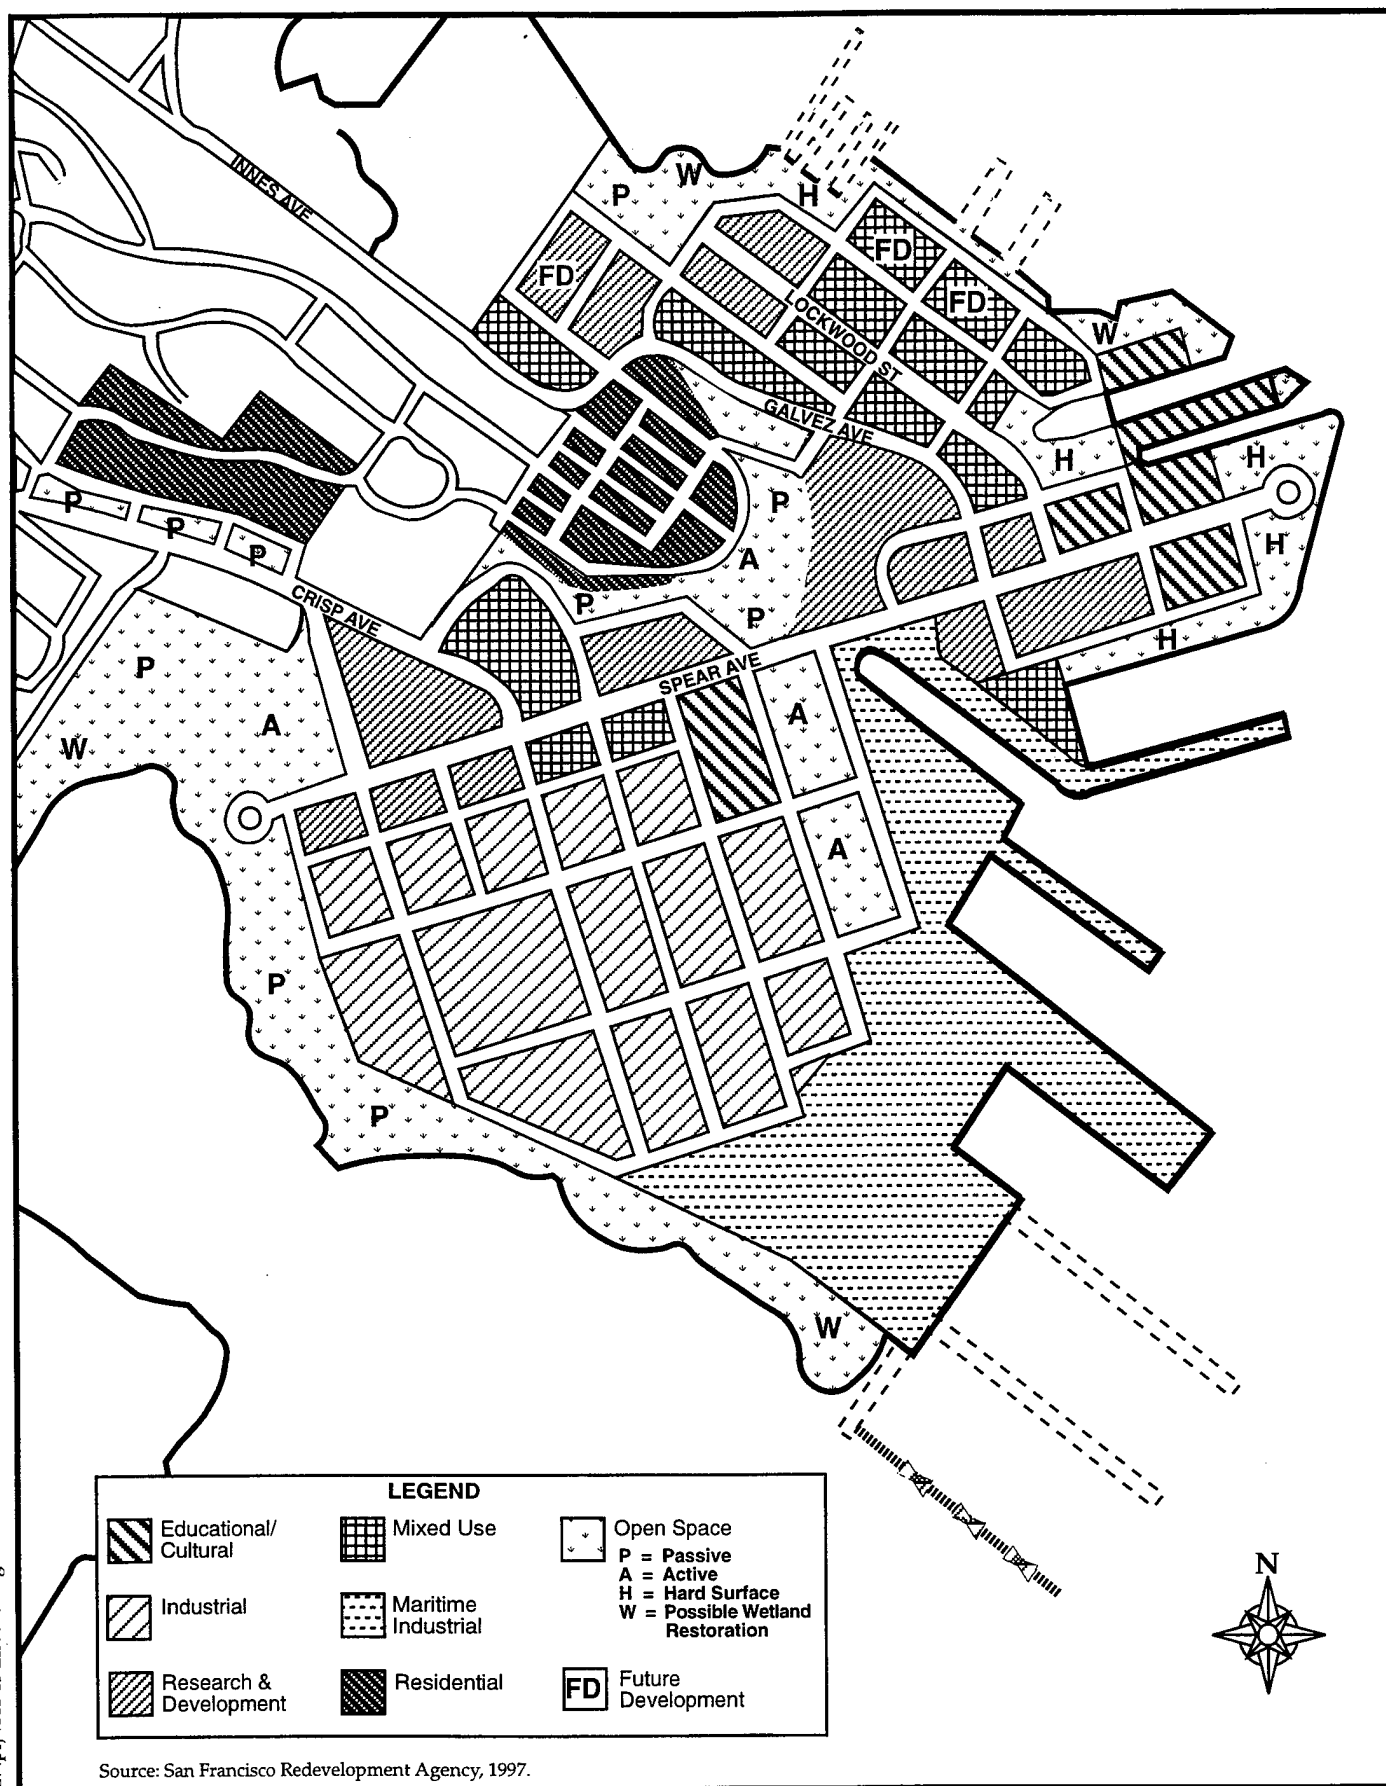 W
P
H
INNES AVE
FD
FD
FD
W
LOCKWOOD ST
GALVEZ AVE
H
H
P
P
P
P
H
A
CRISP AVE
P
P
H
P
SPEAR AVE
A
A
W
A
P
P
W
LEGEND
Educational/
Cultural
Industrial
Research &
Development
Mixed Use
Maritime
Industrial
Residential
Open Space
P = Passive
A = Active
H = Hard Surface
W = Possible Wetland
Restoration
FD Future
Development
N
Source: San Francisco Redevelopment Agency, 1997.